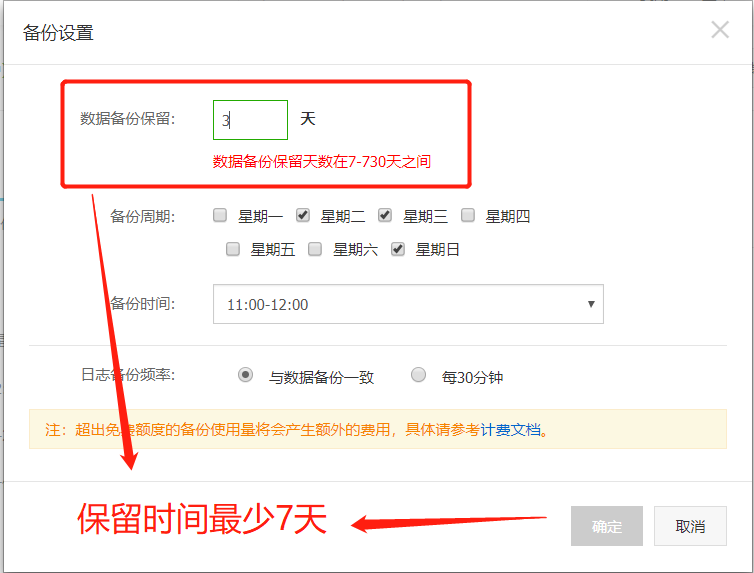 备份设置
数据备份保留: 3 天
数据备份保留天数在7-730天之间
备份周期: 星期一 星期二 星期三 星期四
星期五 星期六 星期日
备份时间: 11:00-12:00
日志备份频率: 与数据备份一致 每30分钟
注：超出免费额度的备份使用量将会产生额外的费用，具体请参考计费文档。
保留时间最少7天
确定 取消